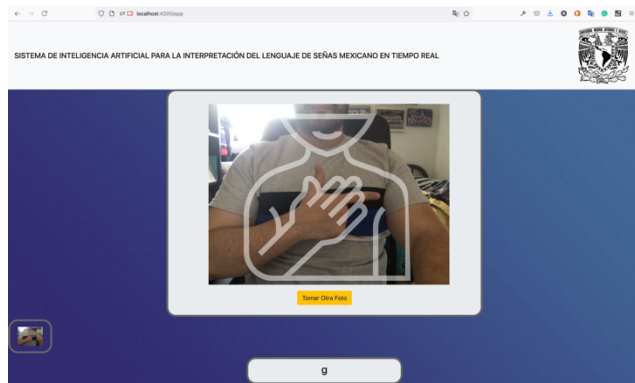 localhost:4200/app
SISTEMA DE INTELIGENCIA ARTIFICIAL PARA LA INTERPRETACIÓN DEL LENGUAJE DE SEÑAS MEXICANO EN TIEMPO REAL
Tomar Otra Foto
g